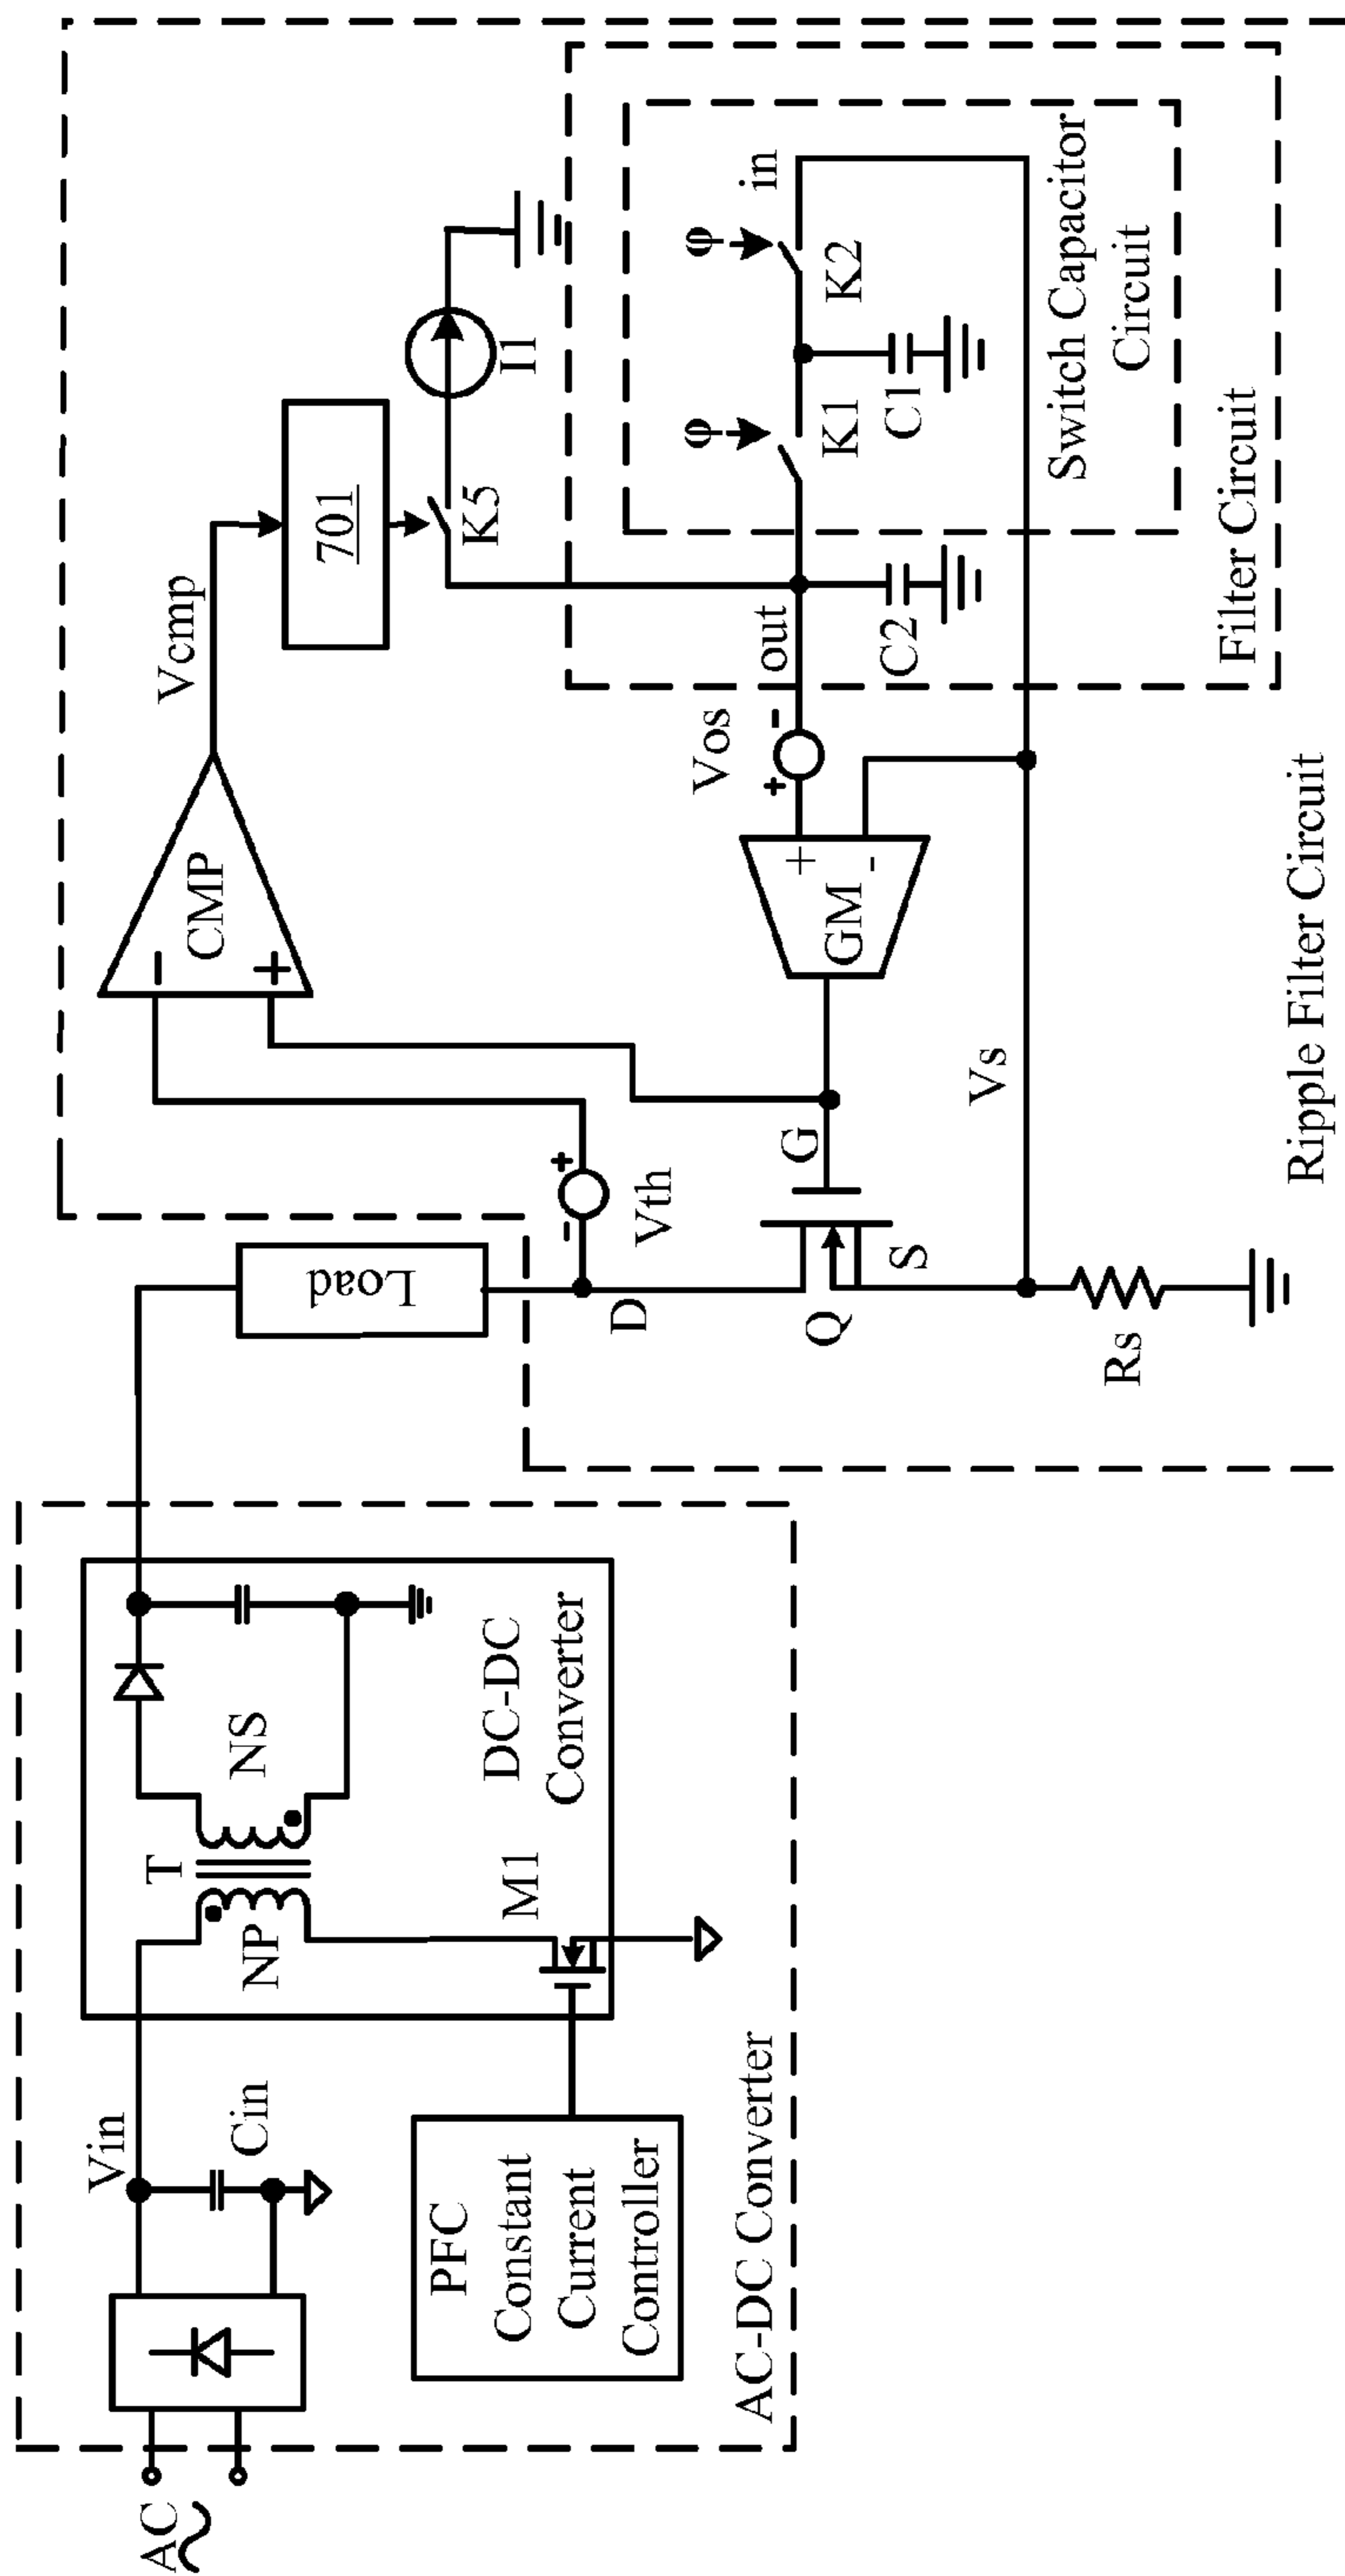 AC
Vin
Cin
PFC
Constant
Current
Controller
AC-DC Converter
T
NP
NS
M1
DC-DC
Converter
Load
D
Vth
- +
Q
G
S
Rs
Vs
CMP
-
+
Vcmp
701
K5
I1
GM
+
-
Vos
+ -
out
C2
φ
K1
C1
φ
K2
in
Switch Capacitor
Circuit
Filter Circuit
Ripple Filter Circuit